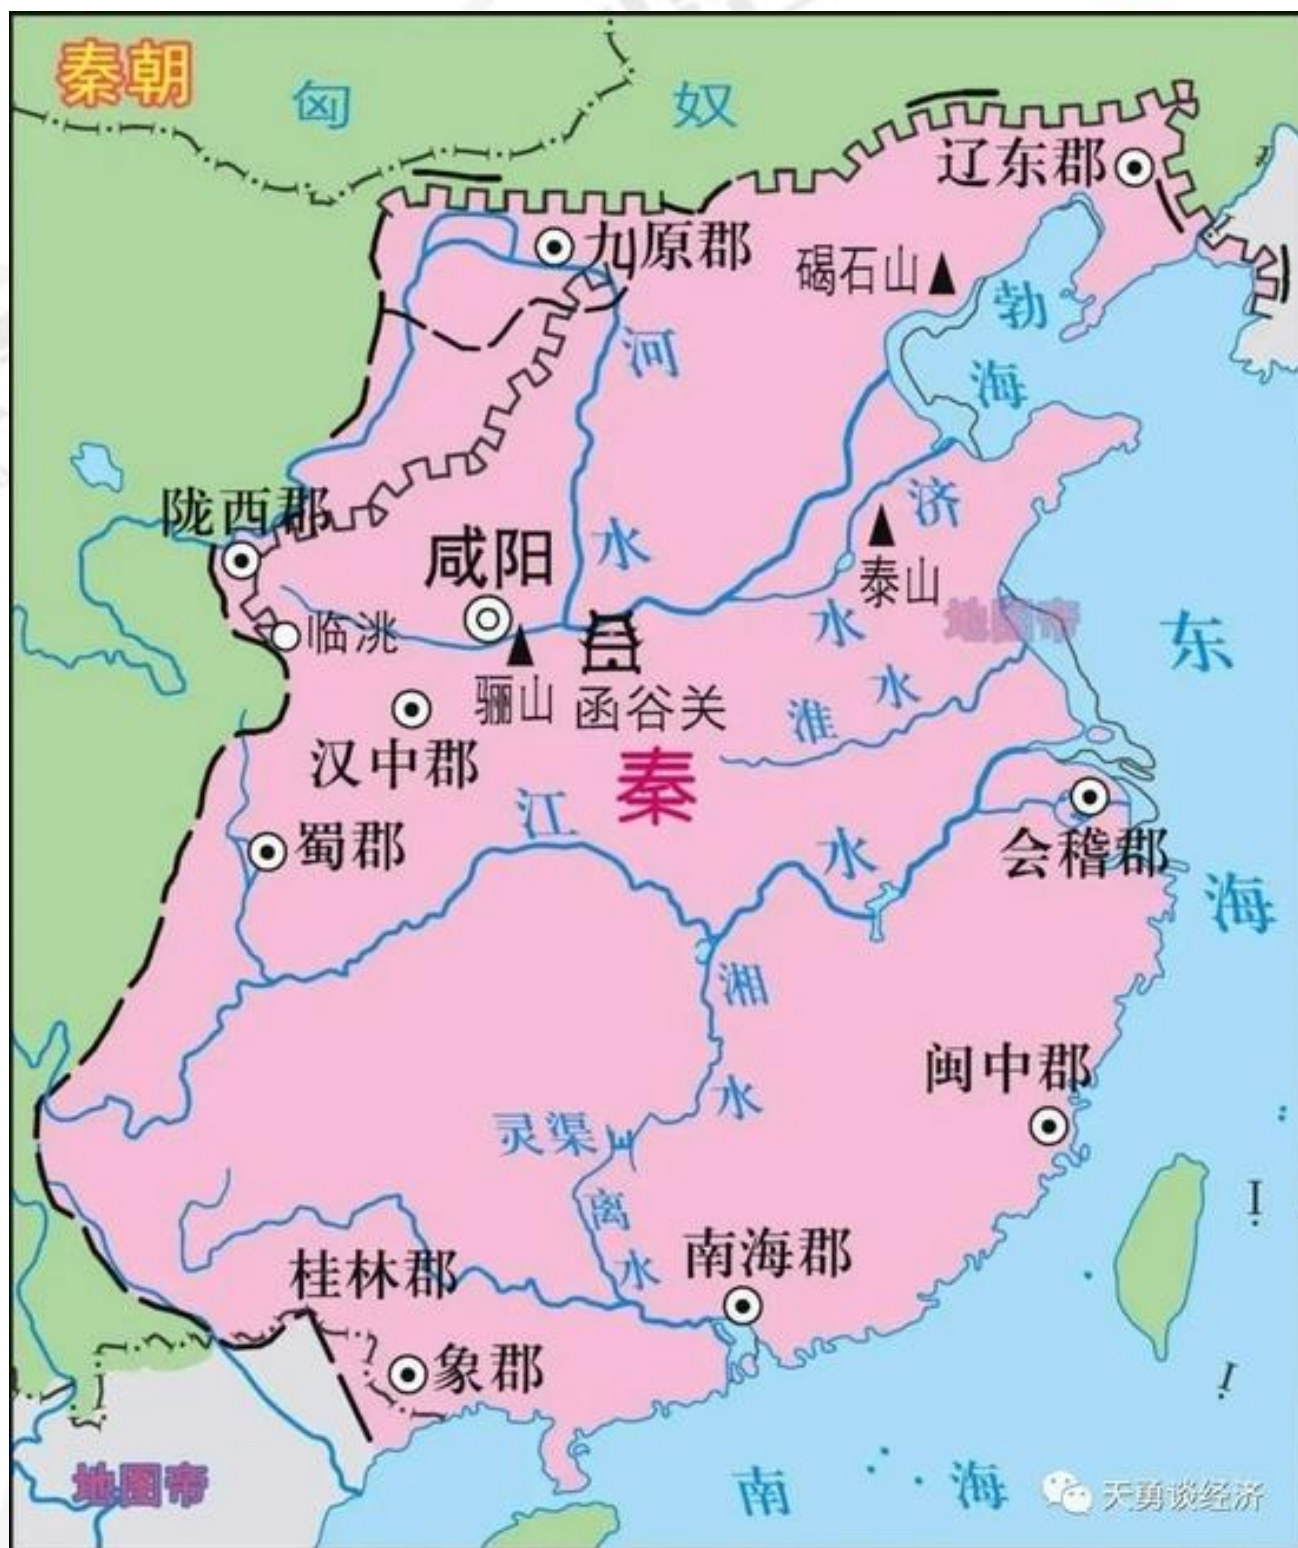 秦朝
匈奴
辽东郡
九原郡
碣石山
勃海
河水
陇西郡
济水
咸阳
泰山
地图帝
临洮
东海
骊山
函谷关
淮水
汉中郡
秦
江水
蜀郡
会稽郡
湘水
闽中郡
灵渠
离水
桂林郡
南海郡
象郡
地图帝
南海
天勇谈经济